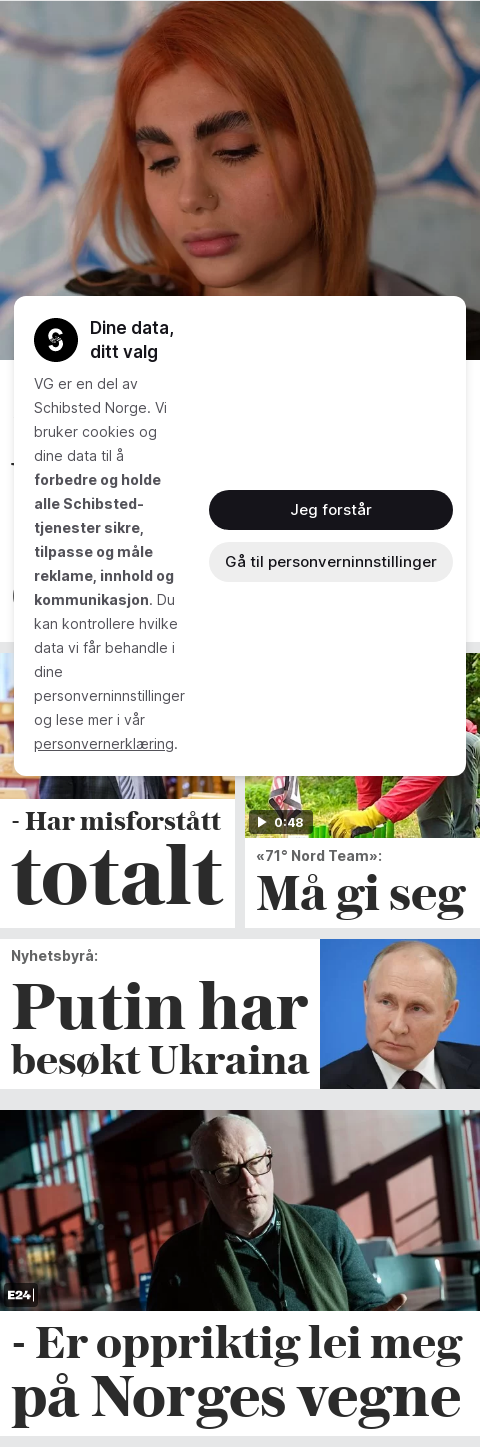 Dine data,
ditt valg
VG er en del av
Schibsted Norge. Vi
bruker cookies og
dine data til å
forbedre og holde
alle Schibsted-
tjenester sikre,
tilpasse og måle
reklame, innhold og
kommunikasjon. Du
kan kontrollere hvilke
data vi får behandle i
dine
personverninnstillinger
og lese mer i vår
personvernerklæring.
Jeg forstår
Gå til personverninnstillinger
- Har misforstått
totalt
0:48
«71° Nord Team»:
Må gi seg
Nyhetsbyrå:
Putin har
besøkt Ukraina
E24
- Er oppriktig lei meg
på Norges vegne